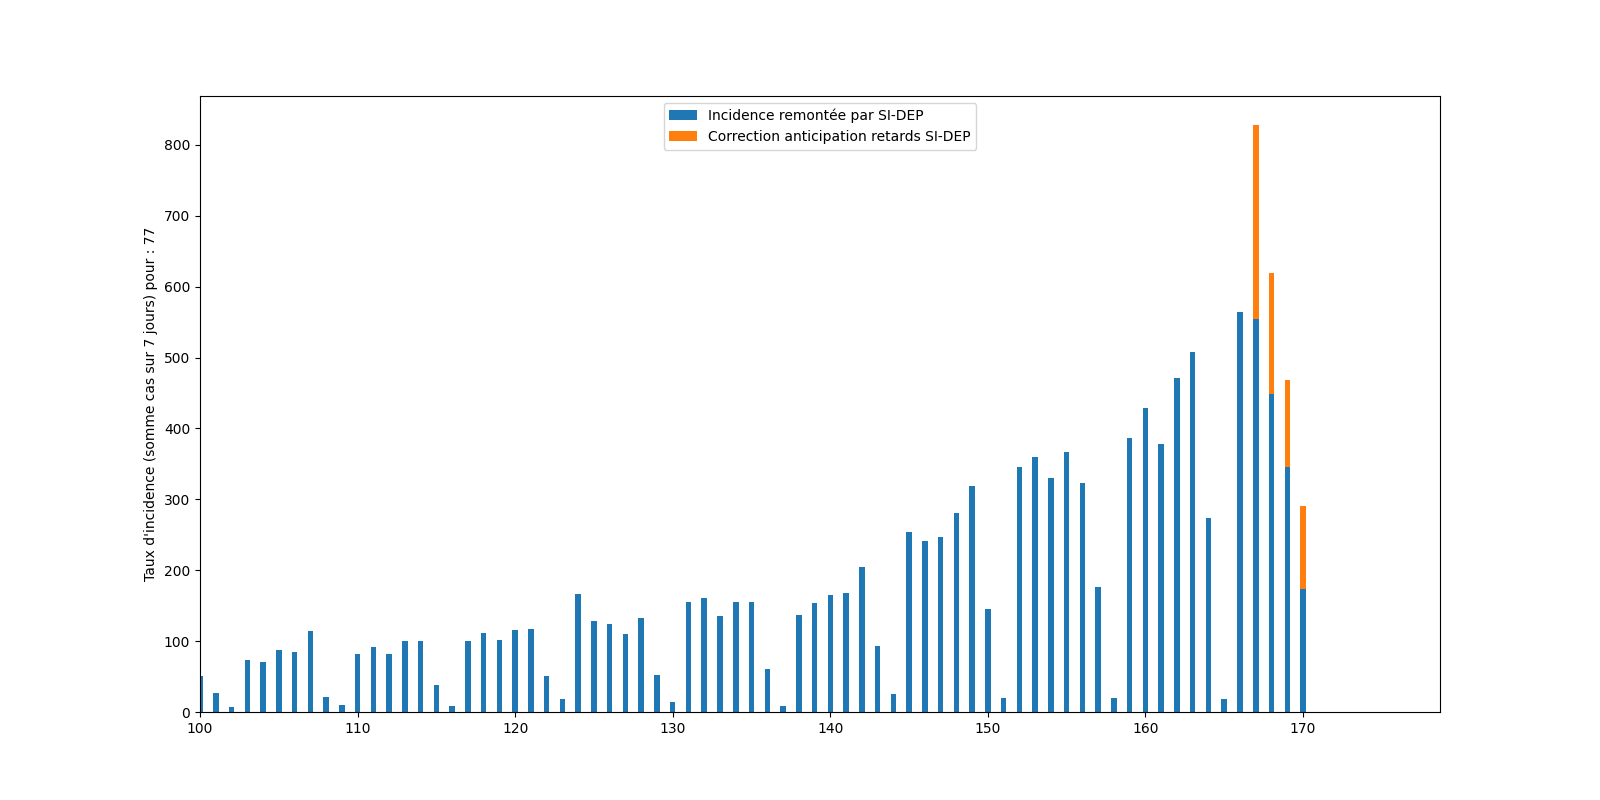 Incidence remontée par SI-DEP
Correction anticipation retards SI-DEP
Taux d'incidence (somme cas sur 7 jours) pour : 77
800
700
600
500
400
300
200
100
0
100 110 120 130 140 150 160 170